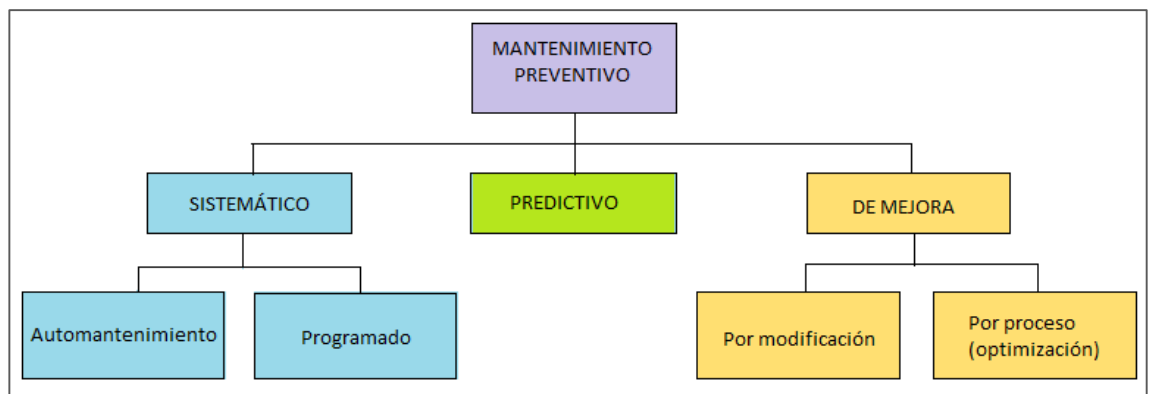 MANTENIMIENTO
PREVENTIVO
SISTEMÁTICO
PREDICTIVO
DE MEJORA
Automantenimiento
Programado
Por modificación
Por proceso
(optimización)